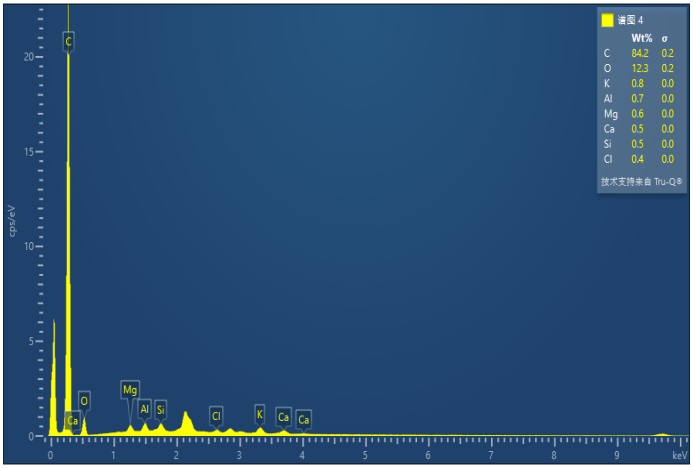 谱图 4
Wt% σ
C 84.2 0.2
O 12.3 0.2
K 0.8 0.0
Al 0.7 0.0
Mg 0.6 0.0
Ca 0.5 0.0
Si 0.5 0.0
Cl 0.4 0.0
技术支持来自 Tru-Q®
cps/eV
20
15
10
5
0
C
Ca
O
Mg
Al
Si
Cl
K
Ca
Ca
0 1 2 3 4 5 6 7 8 9 keV